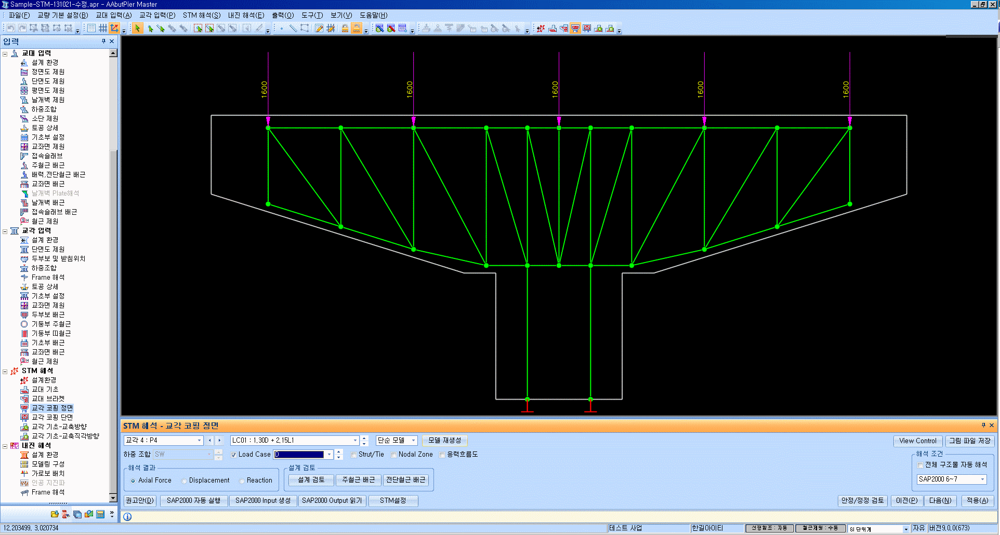 Sample-STM-131021-수정.apr - AAbutPier Master
파일(F) 교량 기본 설정(B) 교대 입력(A) 교각 입력(P) STM 해석(S) 내진 해석(E) 출력(O) 도구(T) 보기(V) 도움말(H)
입력
교대 입력
설계 환경
정면도 제원
단면도 제원
평면도 제원
날개벽 제원
하중조합
소단 제원
토공 상세
기초부 설정
교좌면 제원
접속슬래브
주철근 배근
배력,전단철근 배근
교좌면 배근
날개벽 Plate해석
날개벽 배근
접속슬래브 배근
철근 제원
교각 입력
설계 환경
단면도 제원
두부보 및 받침위치
하중조합
Frame 해석
토공 상세
기초부 설정
교좌면 제원
두부보 배근
기둥부 주철근
기둥부 띠철근
기초부 배근
교좌면 배근
철근 제원
STM 해석
설계환경
교대 기초
교대 브라켓
교각 코핑 정면
교각 코핑 단면
교각 기초-교축방향
교각 기초-교축직각방향
내진 해석
설계 환경
모델링 구성
가로보 배치
인공 지진파
Frame 해석
1600 1600 1600 1600 1600
STM 해석 - 교각 코핑 정면
교각 4 : P4 LC01 : 1,30D + 2,15L1 단순 모델 모델 재생성 View Control 그림 파일 저장
하중 조합 SW Load Case D Strut/Tie Nodal Zone 응력흐름도
해석 조건
전체 구조물 자동 해석
SAP2000 6~7
해석 결과
Axial Force Displacement Reaction
설계 검토
설계 검토 주철근 배근 전단철근 배근
권고안(D) SAP2000 자동 실행 SAP2000 Input 생성 SAP2000 Output 읽기 STM설정 안정/정정 검토 이전(P) 다음(N) 적용(A)
12,203499, 3,020734 테스트 사업 한길아이티 선형참조 : 자동 철근제원 : 수동 SI 단위계 자유 버전9,0,0(673)